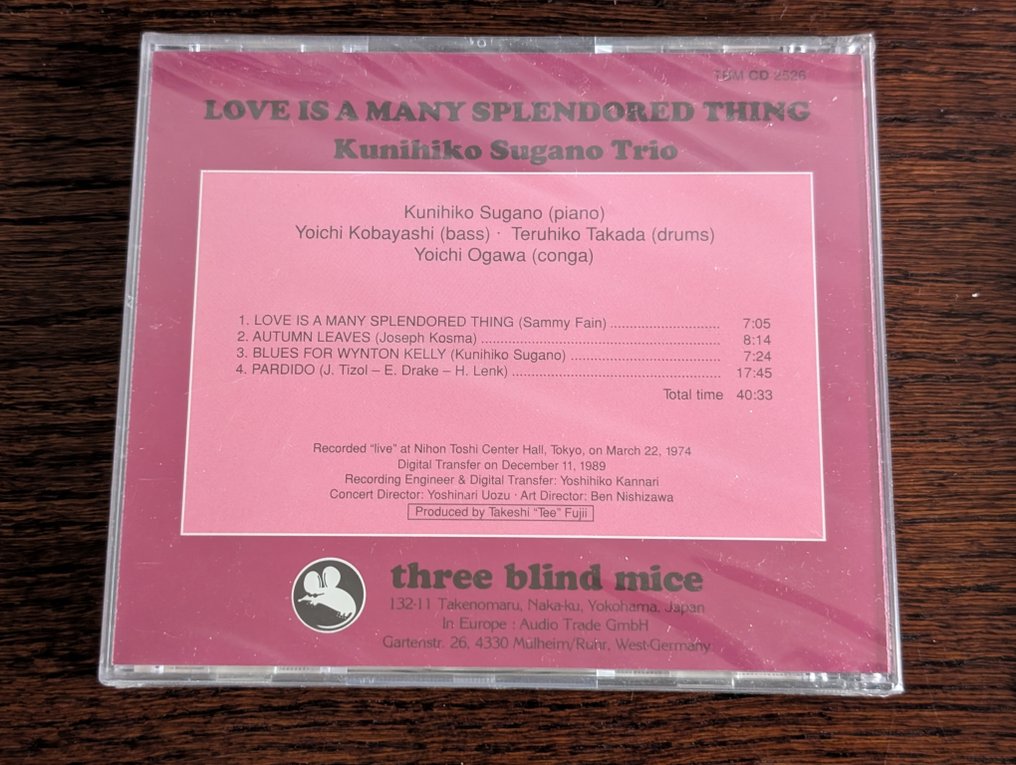 TBM CD 2526
LOVE IS A MANY SPLENDORED THING
Kunihiko Sugano Trio
Kunihiko Sugano (piano)
Yoichi Kobayashi (bass) · Teruhiko Takada (drums)
Yoichi Ogawa (conga)
1. LOVE IS A MANY SPLENDORED THING (Sammy Fain) ........................... 7:05
2. AUTUMN LEAVES (Joseph Kosma) ............................................................ 8:14
3. BLUES FOR WYNTON KELLY (Kunihiko Sugano) ..................................... 7:24
4. PARDIDO (J. Tizol – E. Drake – H. Lenk) .................................................... 17:45
Total time 40:33
Recorded “live” at Nihon Toshi Center Hall, Tokyo, on March 22, 1974
Digital Transfer on December 11, 1989
Recording Engineer & Digital Transfer: Yoshihiko Kannari
Concert Director: Yoshinari Uozu · Art Director: Ben Nishizawa
Produced by Takeshi “Tee” Fujii
three blind mice
132-11 Takenomaru, Naka-ku, Yokohama, Japan
In Europe : Audio Trade GmbH
Gartenstr. 26, 4330 Mülheim/Ruhr, West-Germany